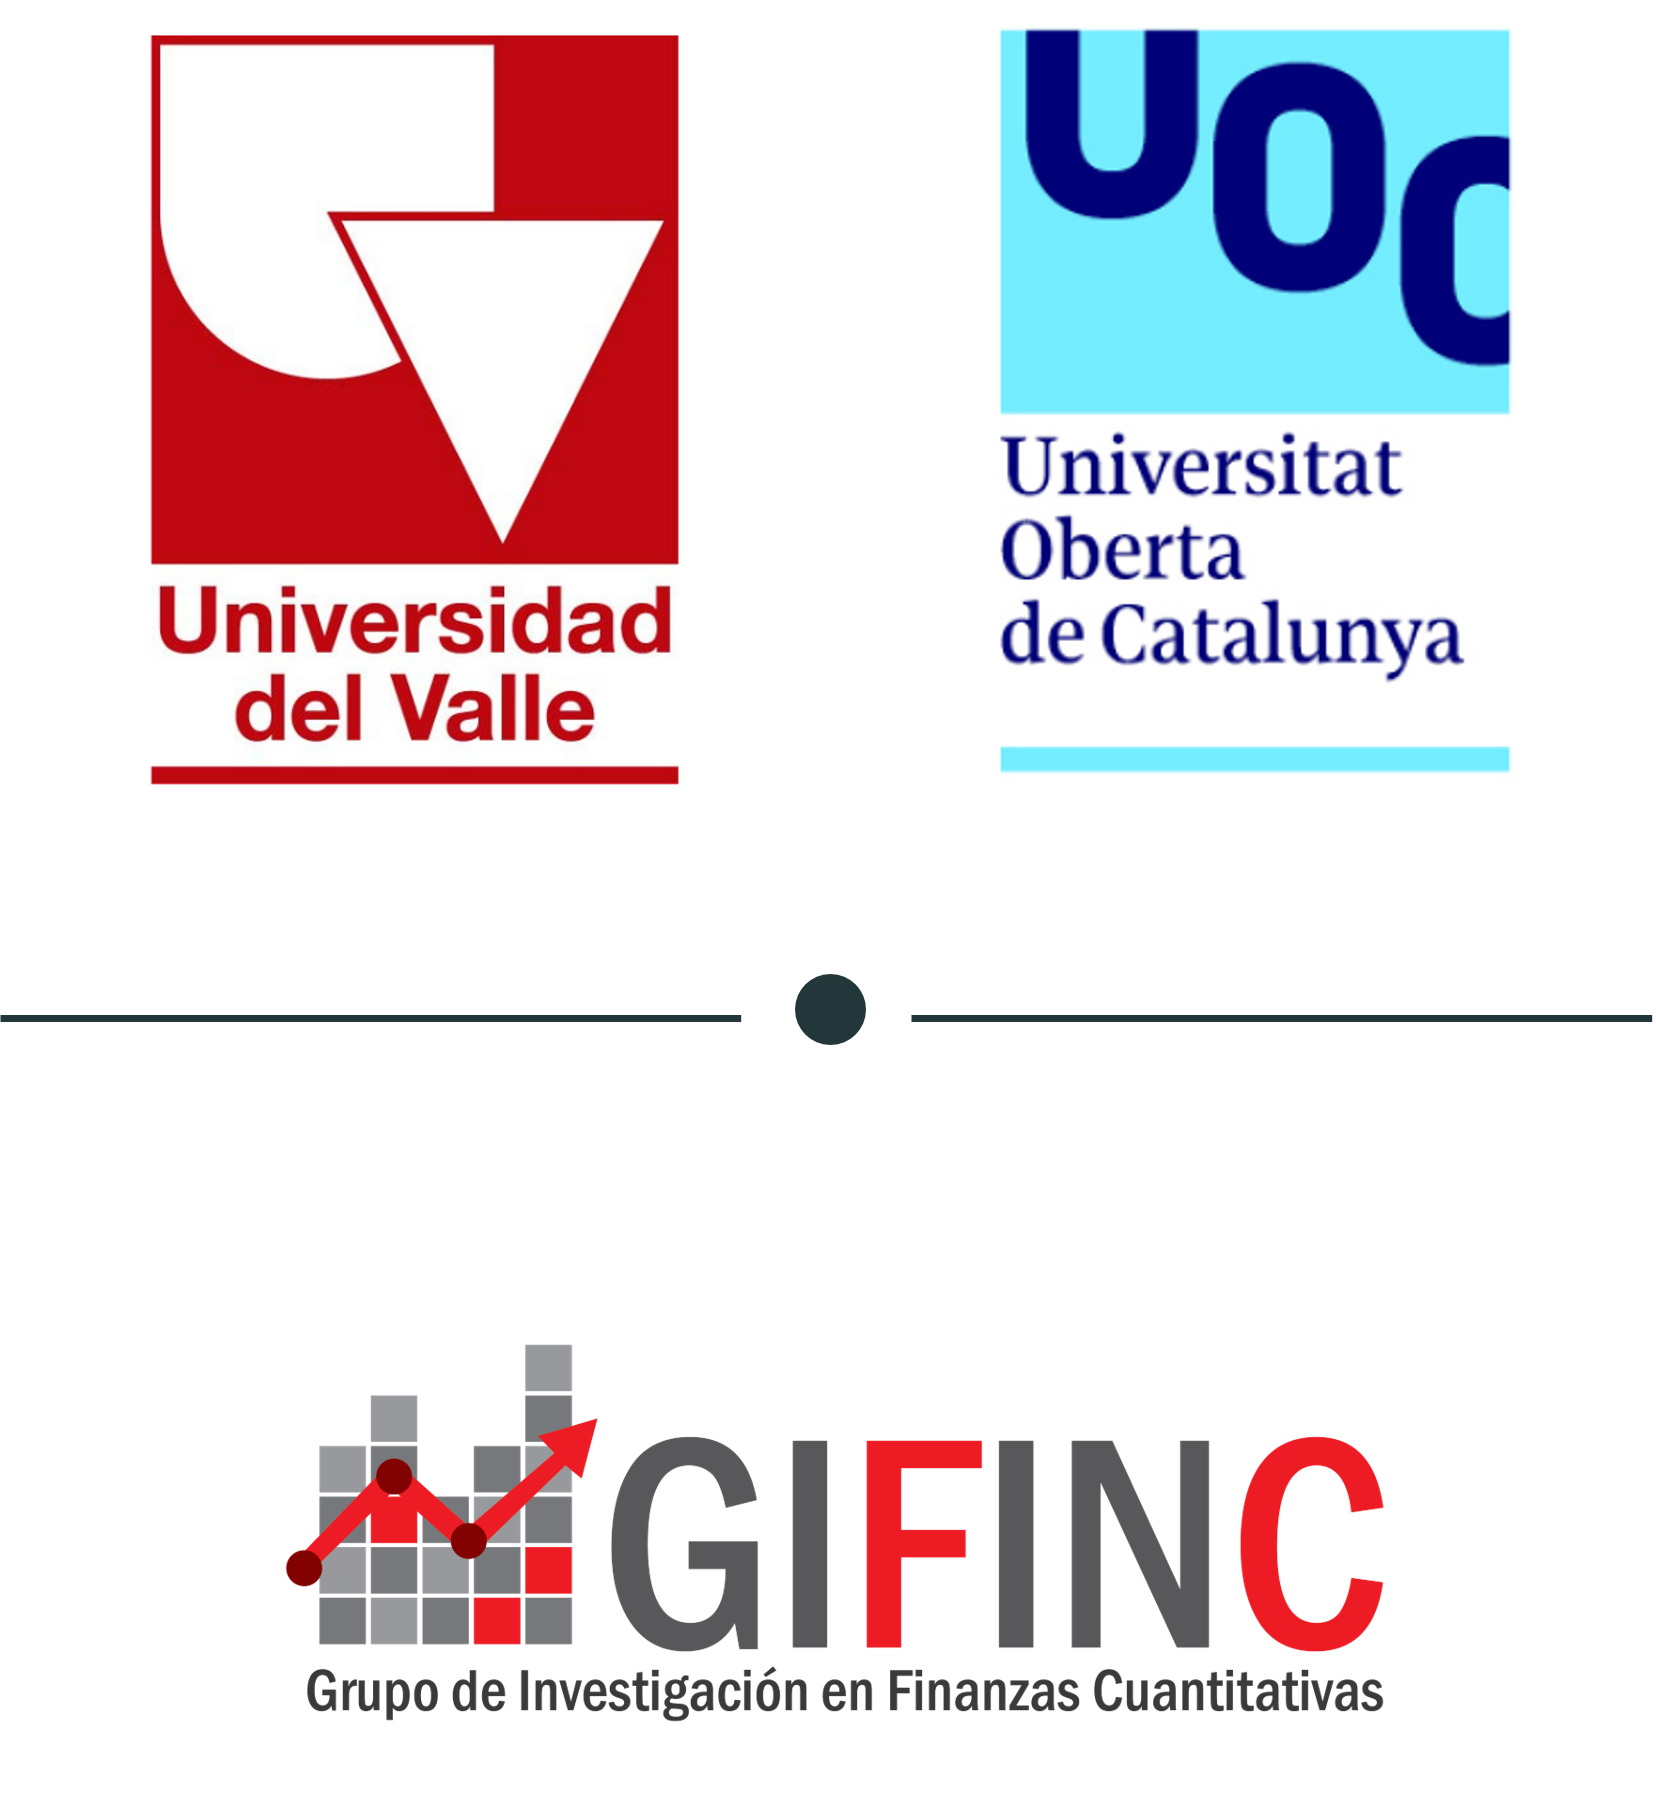 Universidad
del Valle
UOC
Universitat
Oberta
de Catalunya
GIFINC
Grupo de Investigación en Finanzas Cuantitativas